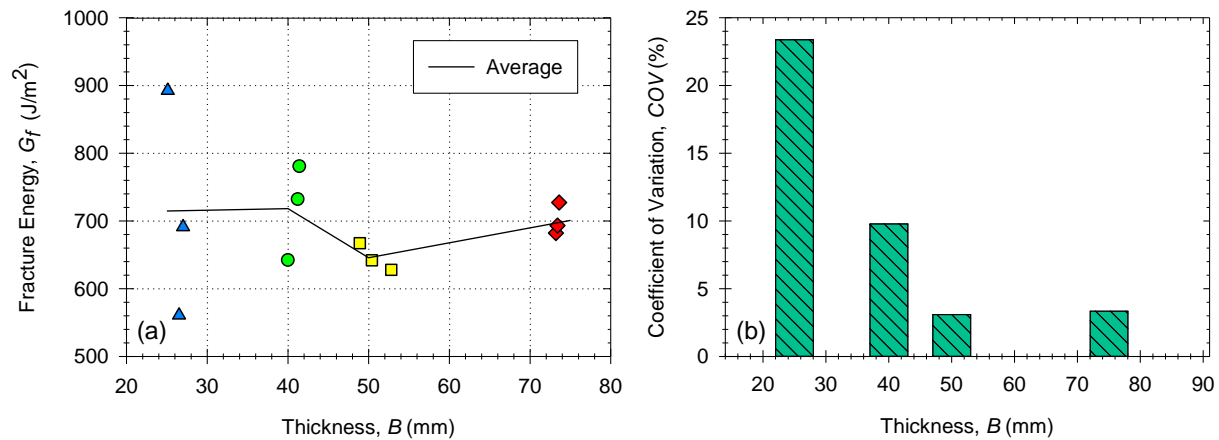 1000
900
800
700
600
500
20 30 40 50 60 70 80
Fracture Energy, Gf (J/m²)
Thickness, B (mm)
Average
(a)
25
20
15
10
5
0
20 30 40 50 60 70 80 90
Coefficient of Variation, COV (%)
Thickness, B (mm)
(b)